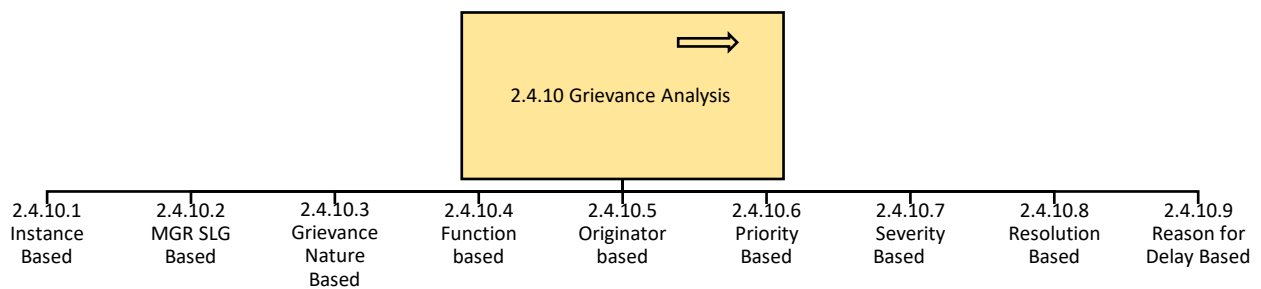 2.4.10 Grievance Analysis
2.4.10.1
Instance
Based
2.4.10.2
MGR SLG
Based
2.4.10.3
Grievance
Nature
Based
2.4.10.4
Function
based
2.4.10.5
Originator
based
2.4.10.6
Priority
Based
2.4.10.7
Severity
Based
2.4.10.8
Resolution
Based
2.4.10.9
Reason for
Delay Based